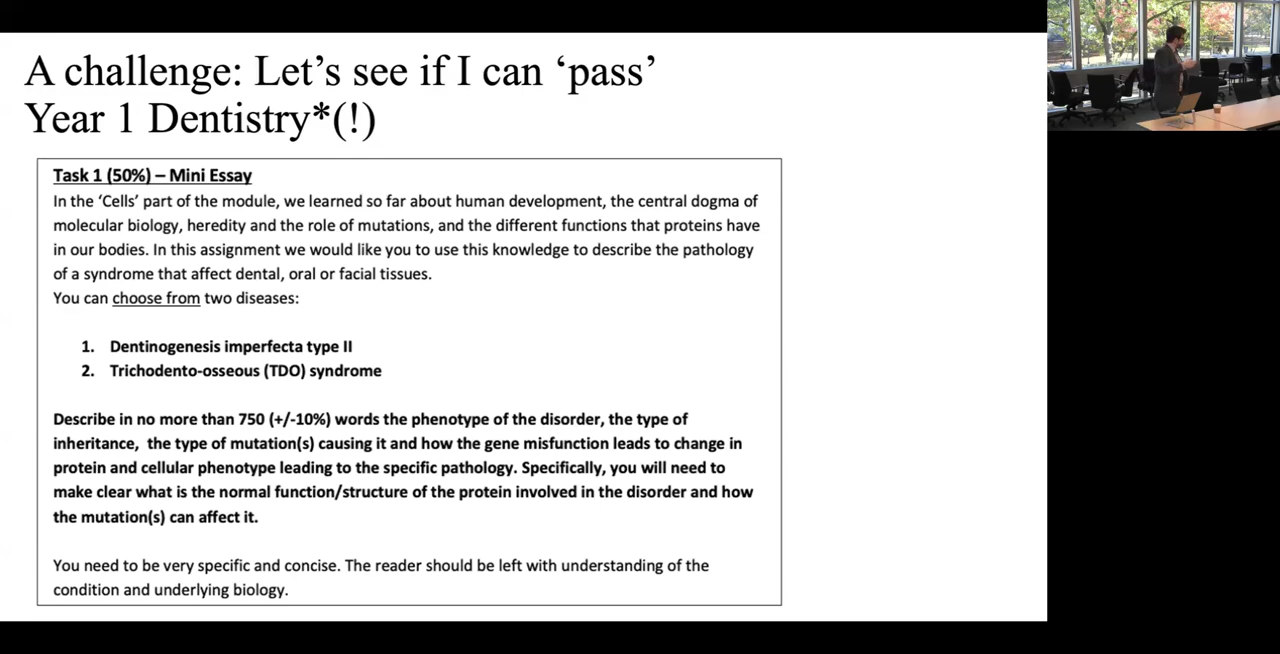 A challenge: Let’s see if I can ‘pass’
Year 1 Dentistry*(!)
Task 1 (50%) – Mini Essay
In the ‘Cells’ part of the module, we learned so far about human development, the central dogma of
molecular biology, heredity and the role of mutations, and the different functions that proteins have
in our bodies. In this assignment we would like you to use this knowledge to describe the pathology
of a syndrome that affect dental, oral or facial tissues.
You can choose from two diseases:
1. Dentinogenesis imperfecta type II
2. Trichodento-osseous (TDO) syndrome
Describe in no more than 750 (+/-10%) words the phenotype of the disorder, the type of
inheritance, the type of mutation(s) causing it and how the gene misfunction leads to change in
protein and cellular phenotype leading to the specific pathology. Specifically, you will need to
make clear what is the normal function/structure of the protein involved in the disorder and how
the mutation(s) can affect it.
You need to be very specific and concise. The reader should be left with understanding of the
condition and underlying biology.